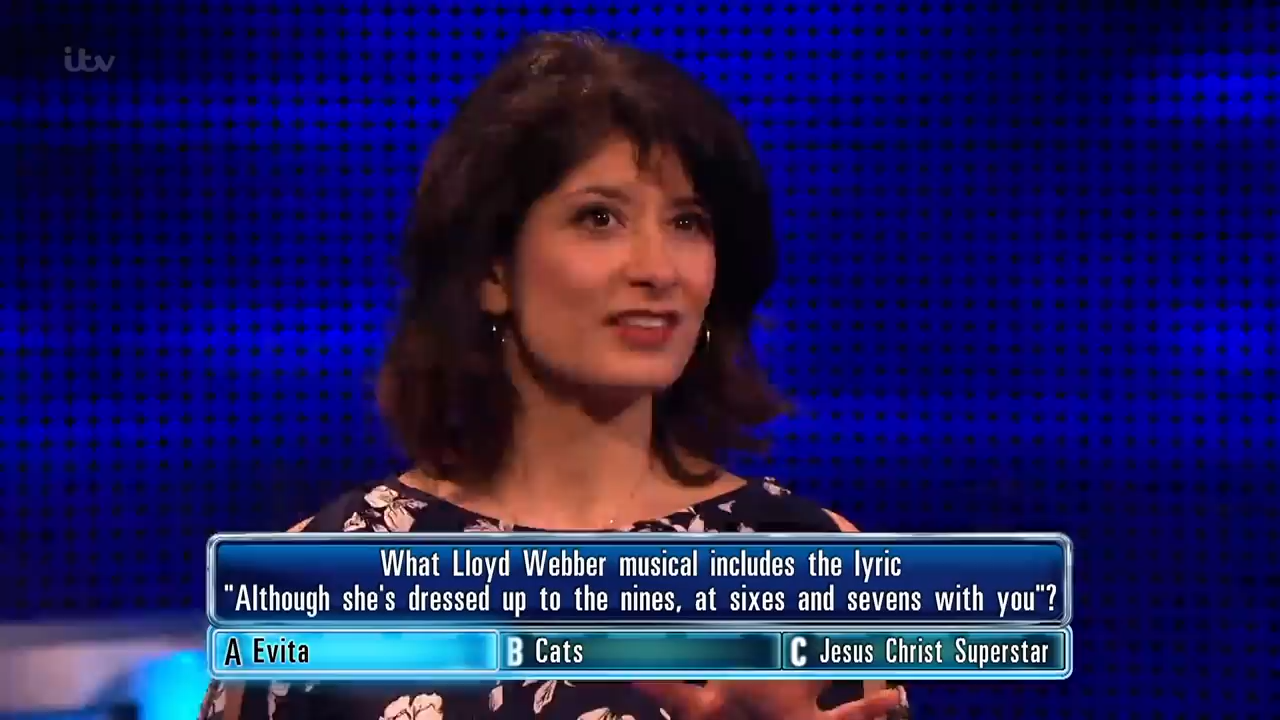 itv
What Lloyd Webber musical includes the lyric
"Although she's dressed up to the nines, at sixes and sevens with you"?
A Evita B Cats C Jesus Christ Superstar